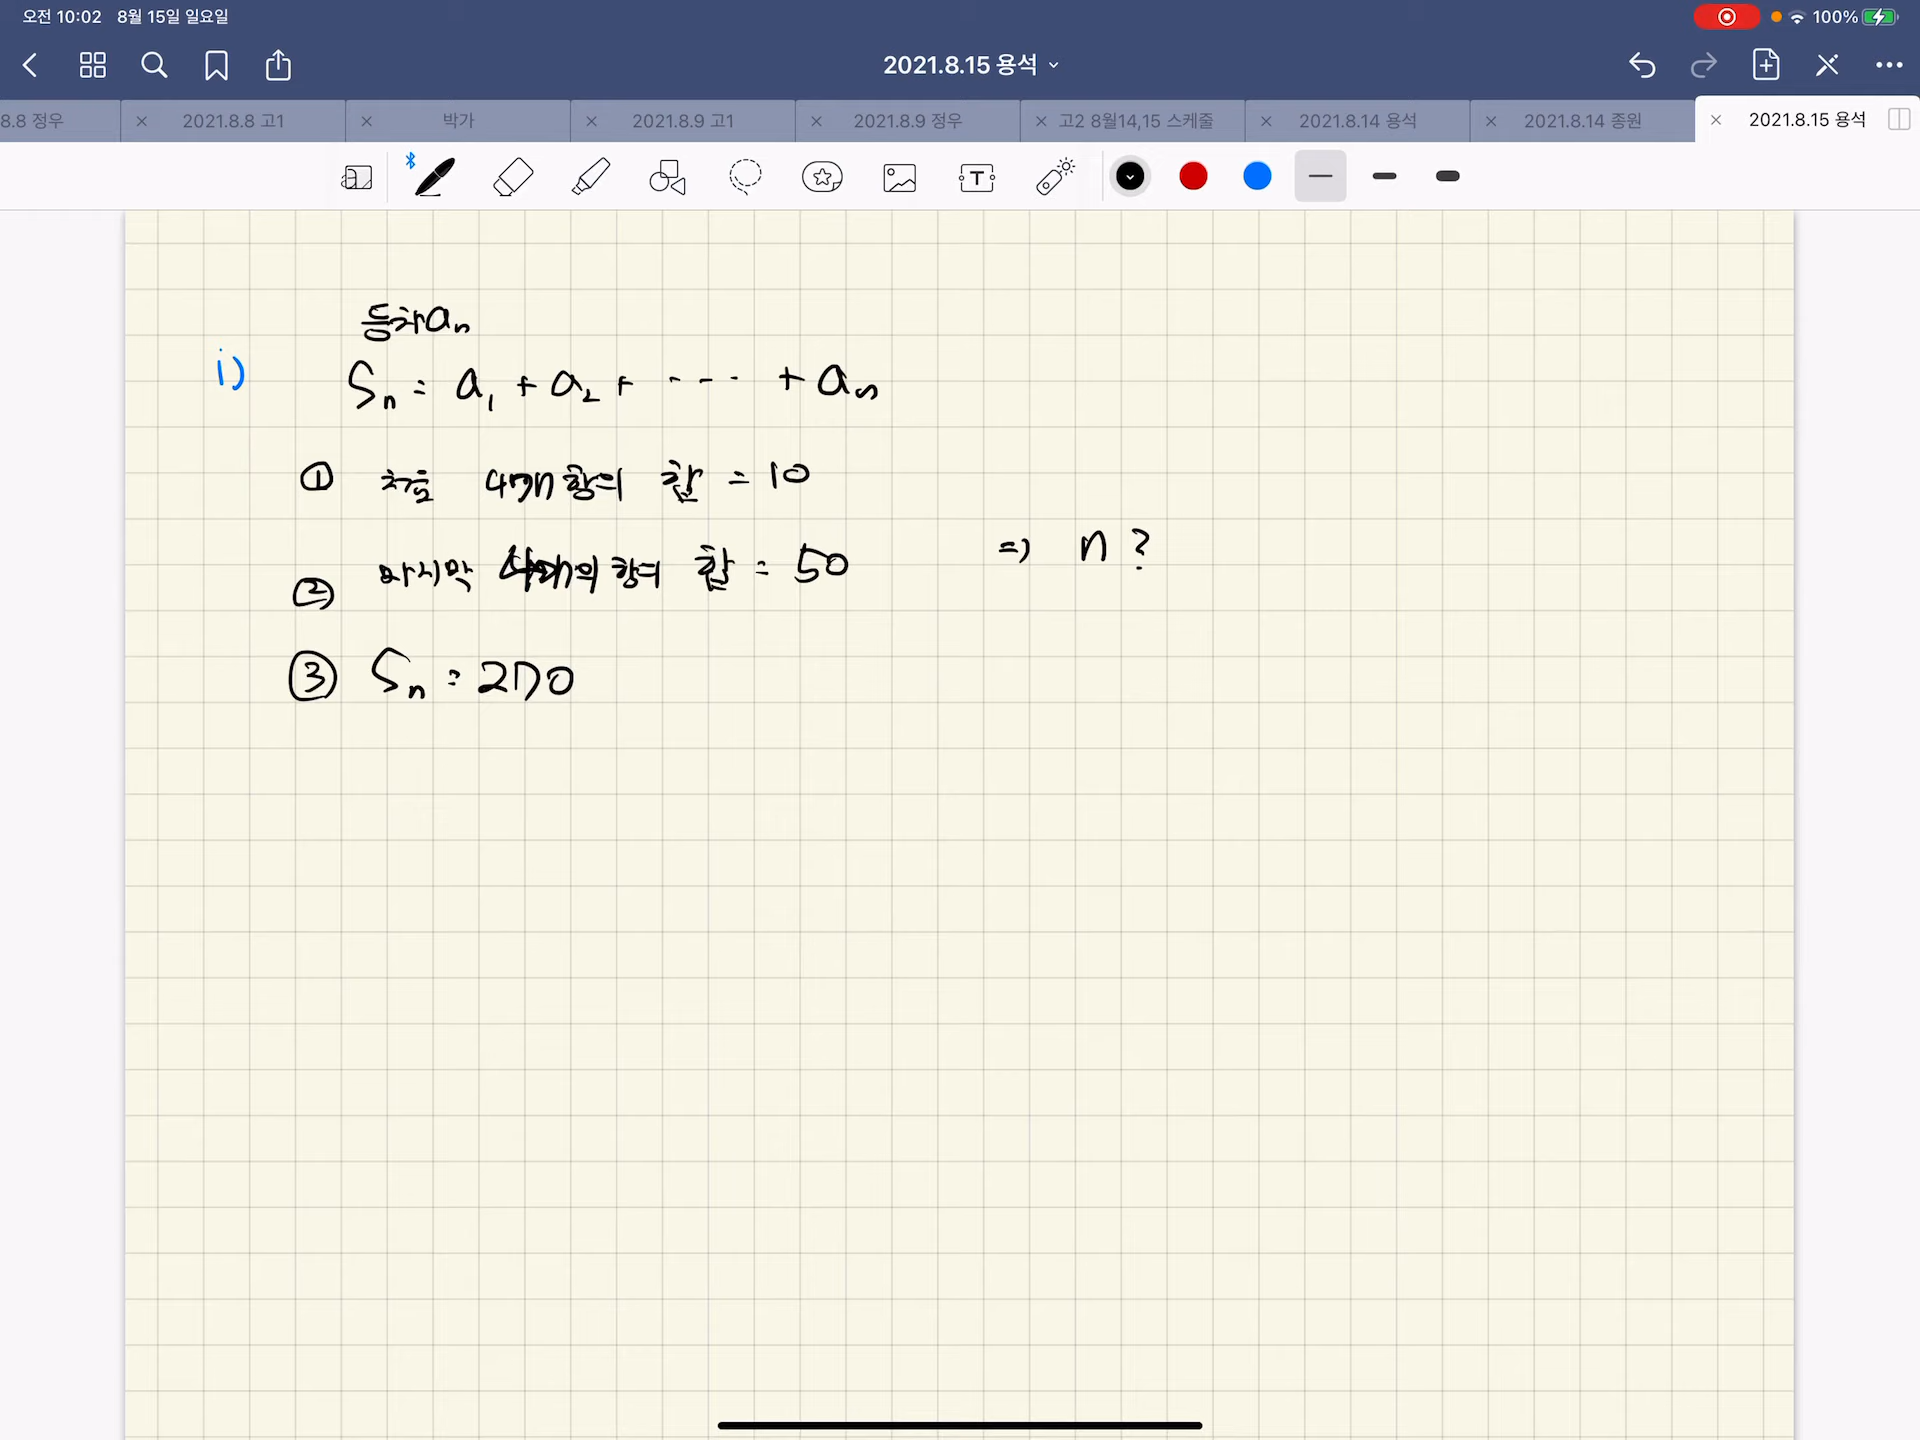 오전 10:02 8월 15일 일요일
100%
2021.8.15 용석
8.8 정우
2021.8.8 고1
박가
2021.8.9 고1
2021.8.9 정우
고2 8월14,15 스케줄
2021.8.14 용석
2021.8.14 종원
2021.8.15 용석
등차 aₙ
i) Sₙ = a₁ + a₂ + ···· + aₙ
① 처음 4개 항의 합 = 10
② 마지막 4개의 항의 합 = 50 => n ?
③ Sₙ = 270